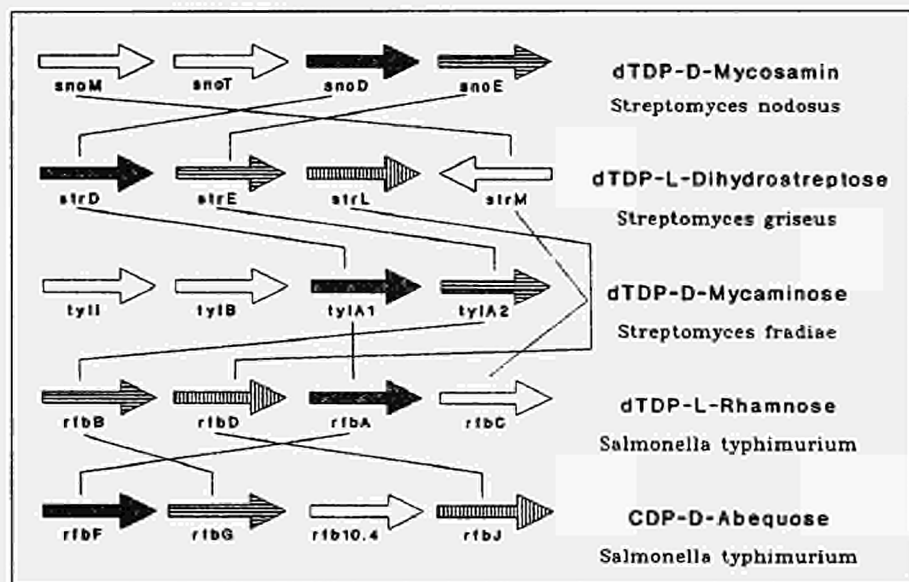 snoM snoT snoD snoE
dTDP-D-Mycosamin
Streptomyces nodosus
strD strE strL strM
dTDP-L-Dihydrostreptose
Streptomyces griseus
tylI tylB tylA1 tylA2
dTDP-D-Mycaminose
Streptomyces fradiae
rfbB rfbD rfbA rfbC
dTDP-L-Rhamnose
Salmonella typhimurium
rfbF rfbG rfb10.4 rfbJ
CDP-D-Abequose
Salmonella typhimurium